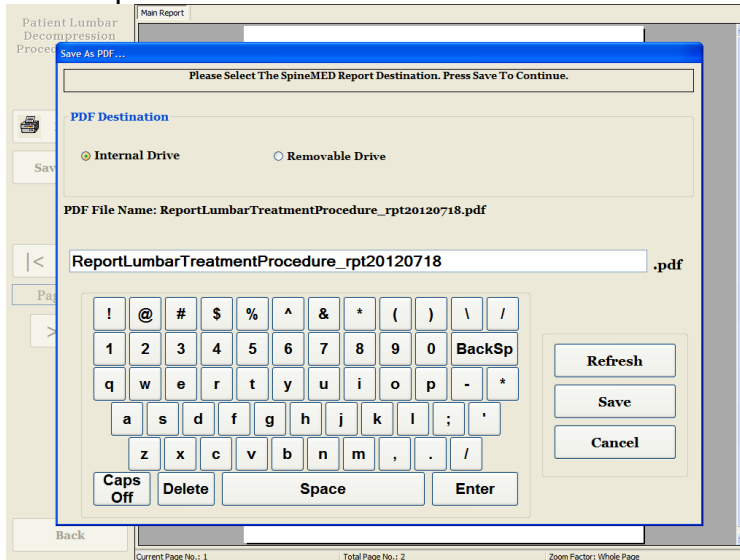 Main Report
Patient Lumbar
Decompression
Save As PDF...
Please Select The SpineMED Report Destination. Press Save To Continue.
PDF Destination
Internal Drive
Removable Drive
PDF File Name: ReportLumbarTreatmentProcedure_rpt20120718.pdf
ReportLumbarTreatmentProcedure_rpt20120718 .pdf
|<
>
! @ # $ % ^ & * ( ) \ /
1 2 3 4 5 6 7 8 9 0 BackSp
q w e r t y u i o p - *
a s d f g h j k l ; '
z x c v b n m , . /
Caps Off Delete Space Enter
Refresh
Save
Cancel
Back
Current Page No.: 1 Total Page No.: 2 Zoom Factor: Whole Page